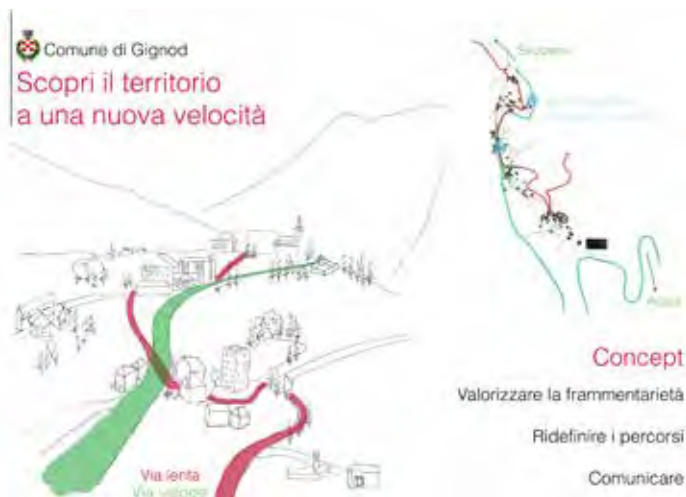 Comune di Gignod
Scopri il territorio
a una nuova velocità
Via lenta
Via veloce
Aosta
Concept
Valorizzare la frammentarietà
Ridefinire i percorsi
Comunicare